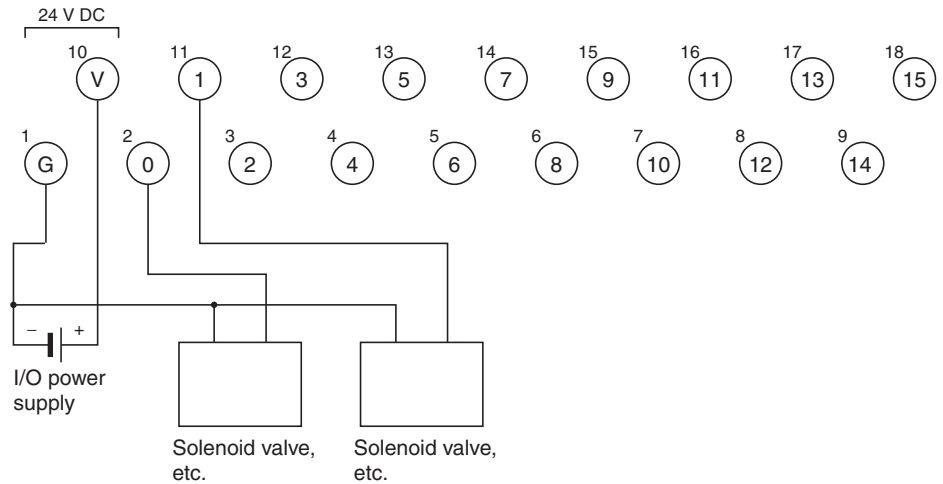 24 V DC
10 11 12 13 14 15 16 17 18
V 1 3 5 7 9 11 13 15
1 2 3 4 5 6 7 8 9
G 0 2 4 6 8 10 12 14
− +
I/O power
supply
Solenoid valve,
etc.
Solenoid valve,
etc.